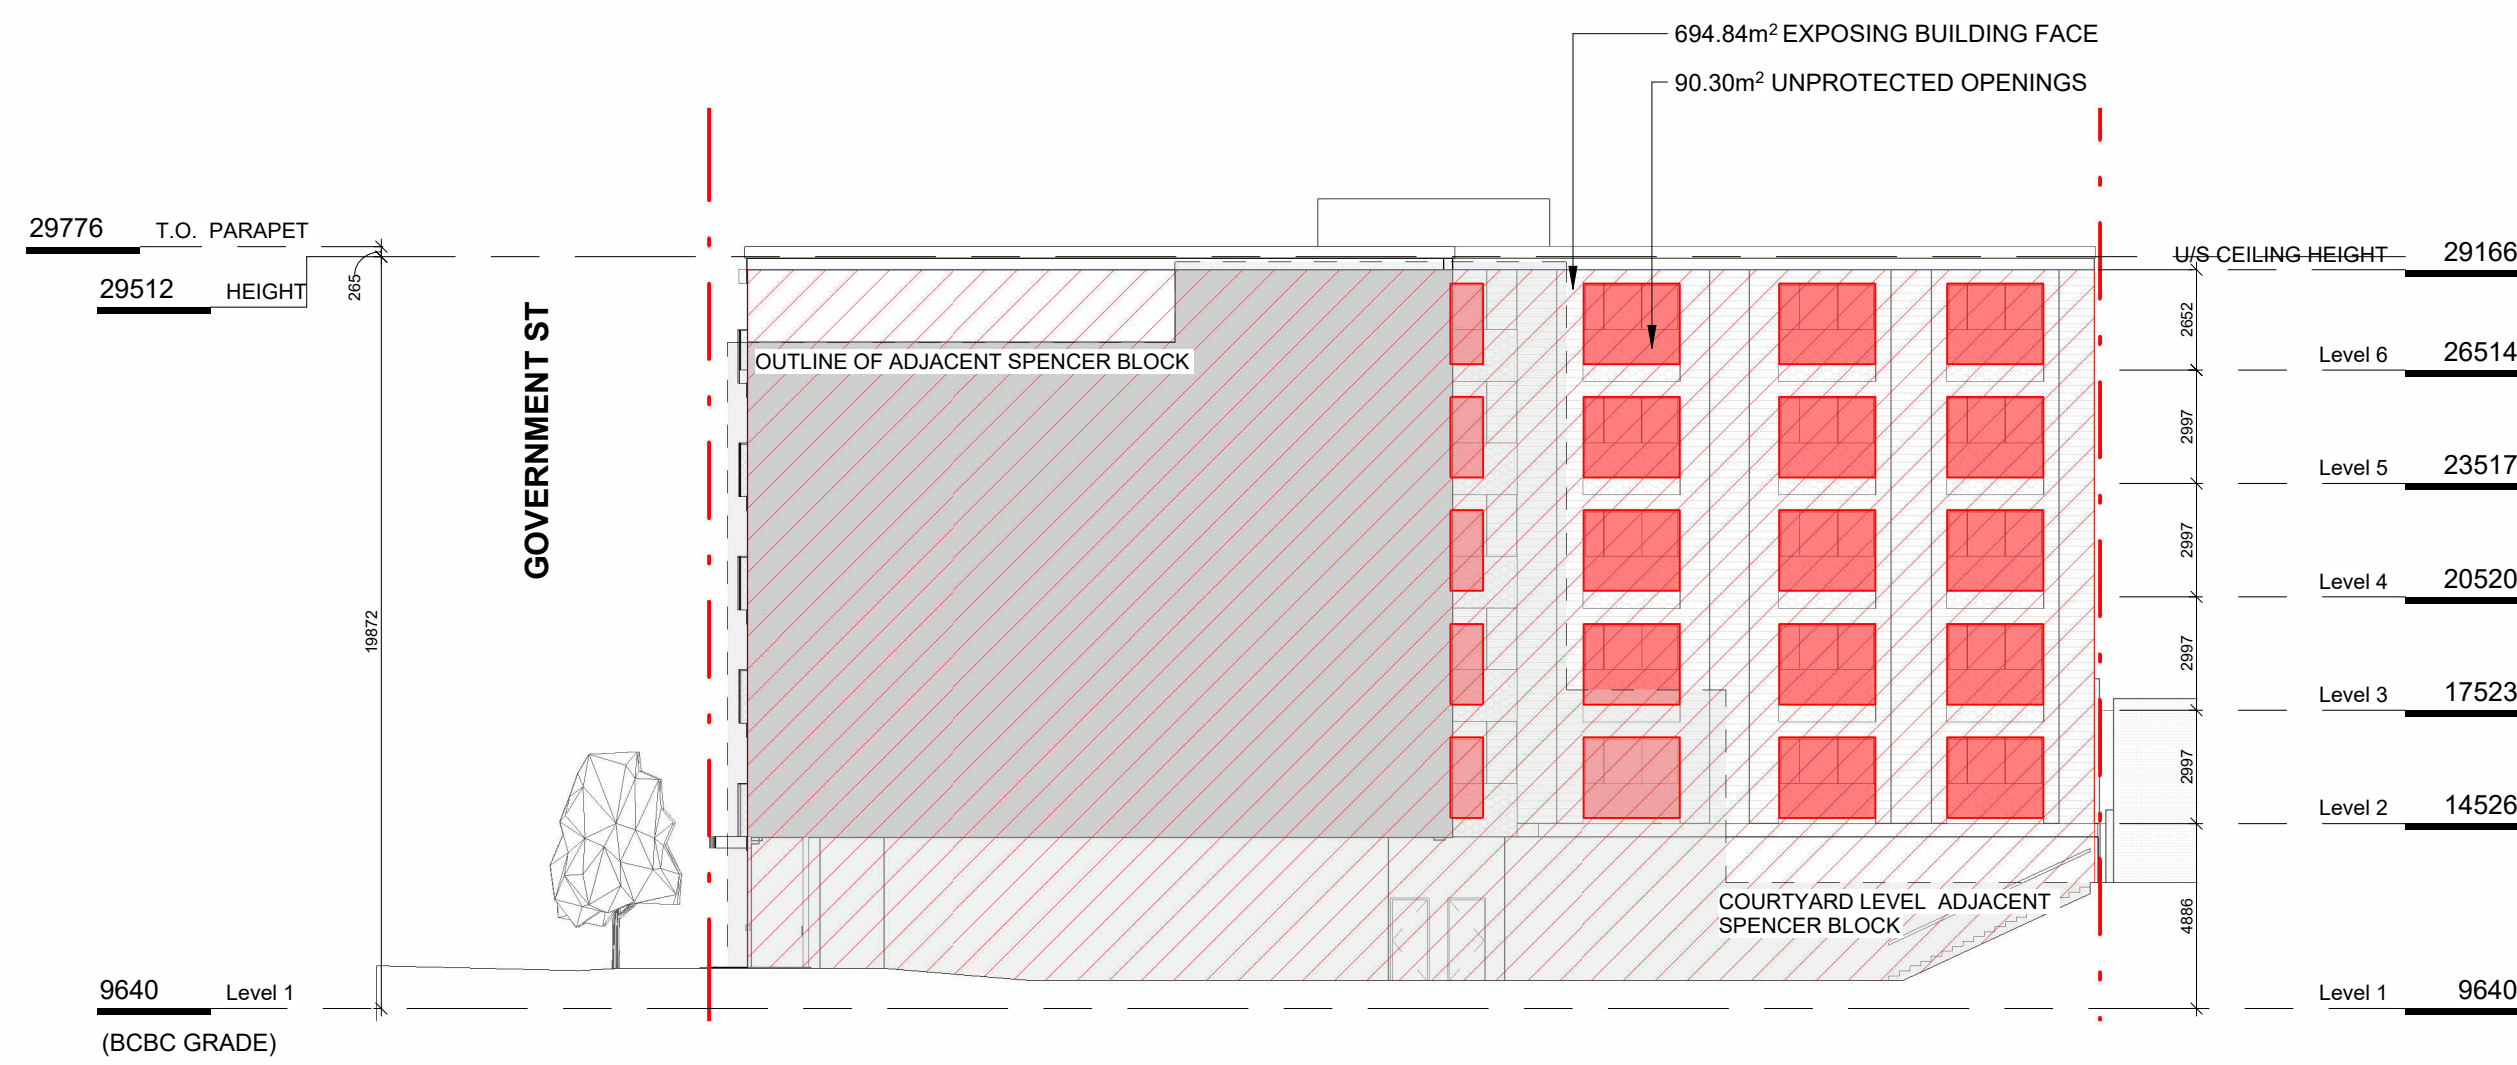 694.84m² EXPOSING BUILDING FACE
90.30m² UNPROTECTED OPENINGS
29776 T.O. PARAPET
29512 HEIGHT
265
19872
GOVERNMENT ST
OUTLINE OF ADJACENT SPENCER BLOCK
U/S CEILING HEIGHT 29166
2652
Level 6 26514
2997
Level 5 23517
2997
Level 4 20520
2997
Level 3 17523
2997
Level 2 14526
COURTYARD LEVEL ADJACENT
SPENCER BLOCK
4886
9640 Level 1
(BCBC GRADE)
Level 1 9640